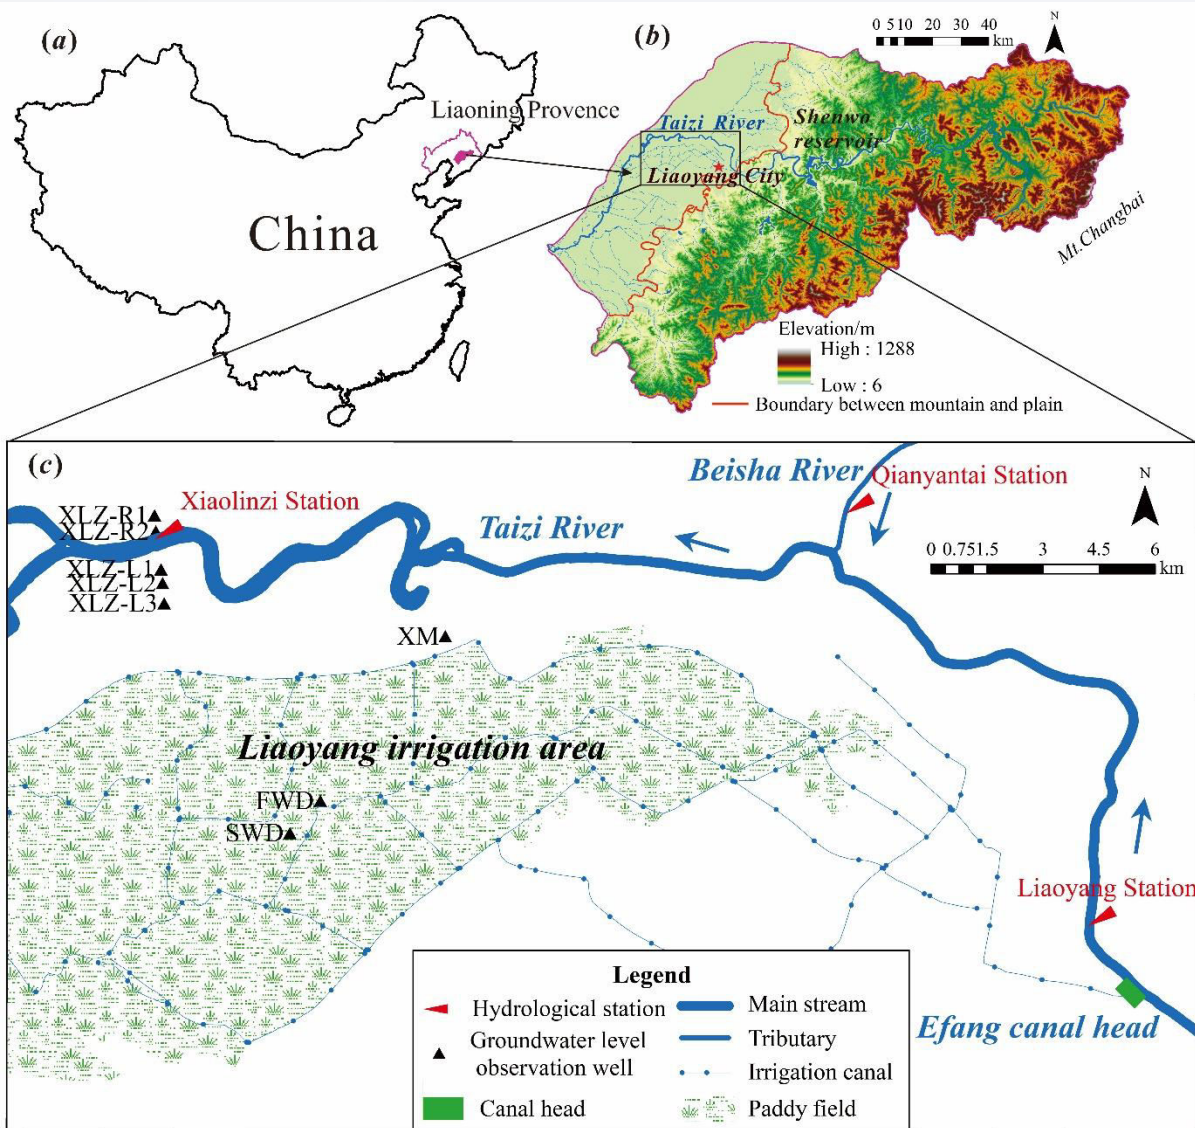 (a)
Liaoning Provence
China
(b)
0 5 10 20 30 40
km
N
Taizi River
Shenwo
reservoir
Liaoyang City
Mt.Changbai
Elevation/m
High : 1288
Low : 6
Boundary between mountain and plain
(c)
Beisha River
Qianyantai Station
N
XLZ-R1
Xiaolinzi Station
XLZ-R2
Taizi River
0 0.75 1.5 3 4.5 6
km
XLZ-L1
XLZ-L2
XLZ-L3
XM
Liaoyang irrigation area
FWD
SWD
Liaoyang Station
Efang canal head
Legend
Hydrological station
Main stream
Groundwater level
observation well
Tributary
Irrigation canal
Canal head
Paddy field